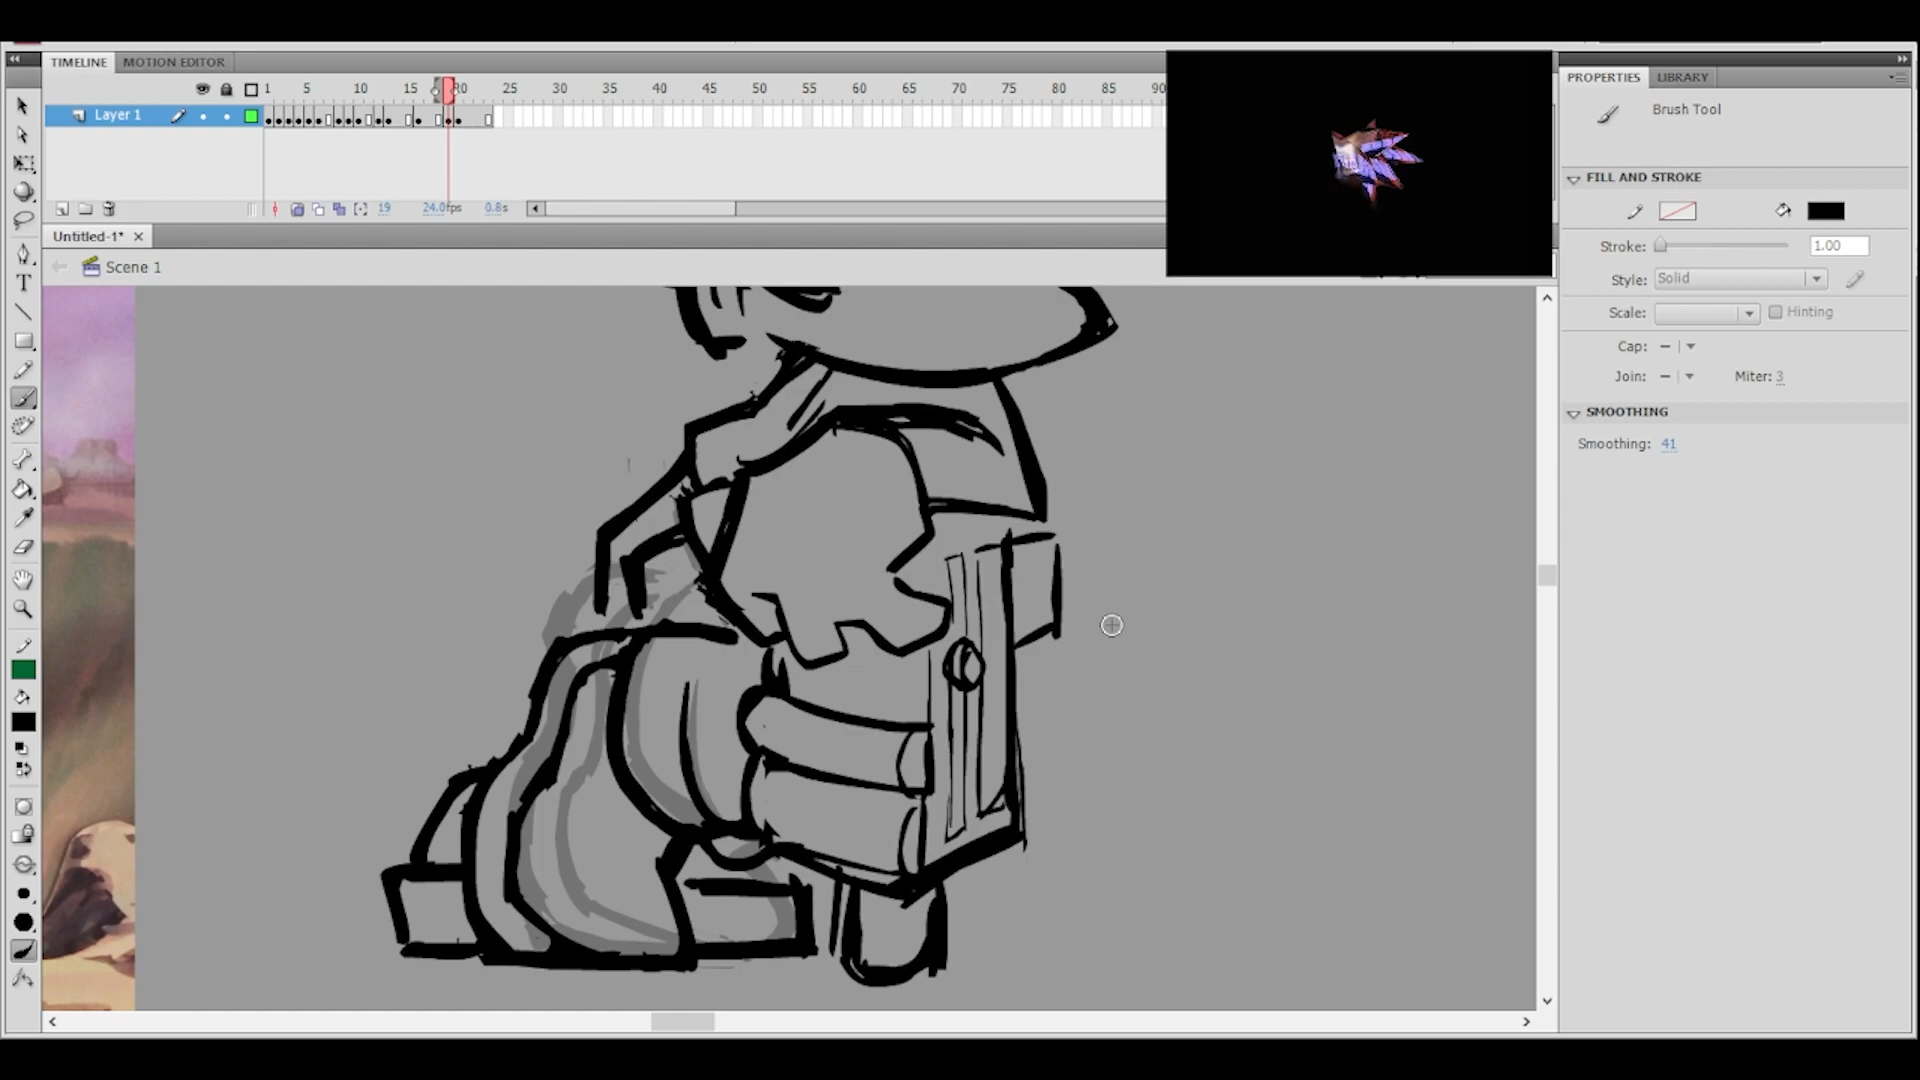 TIMELINE MOTION EDITOR
1 5 10 15 20 25 30 35 40 45 50 55 60 65 70 75 80 85 90
Layer 1
19 24.0fps 0.8s
Untitled-1*
Scene 1
PROPERTIES LIBRARY
Brush Tool
FILL AND STROKE
Stroke: 1.00
Style: Solid
Scale: Hinting
Cap:
Join: Miter: 3
SMOOTHING
Smoothing: 41